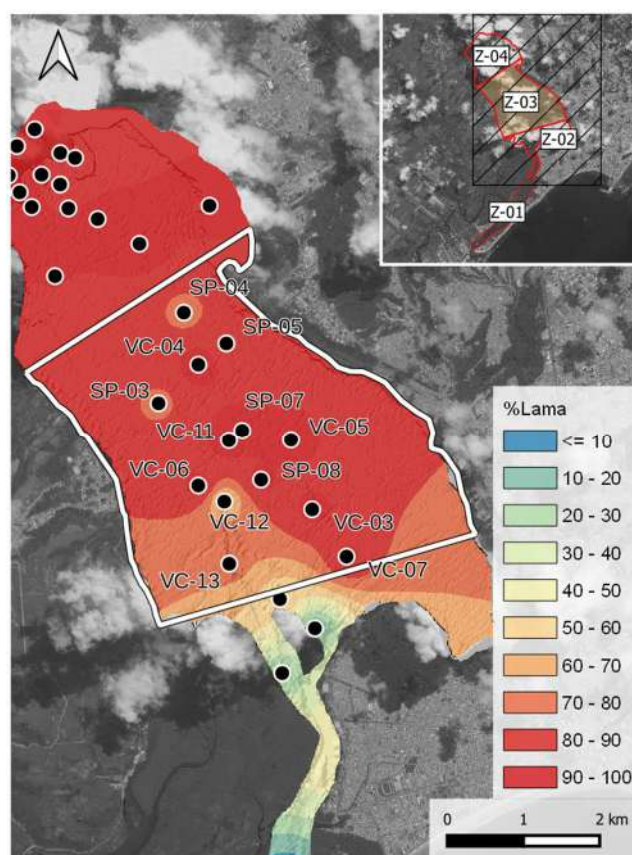 Z-04
Z-03
Z-02
Z-01
SP-04
SP-05
VC-04
SP-03
SP-07
VC-11
VC-05
VC-06
SP-08
VC-12
VC-03
VC-13
VC-07
%Lama
<= 10
10 - 20
20 - 30
30 - 40
40 - 50
50 - 60
60 - 70
70 - 80
80 - 90
90 - 100
0 1 2 km